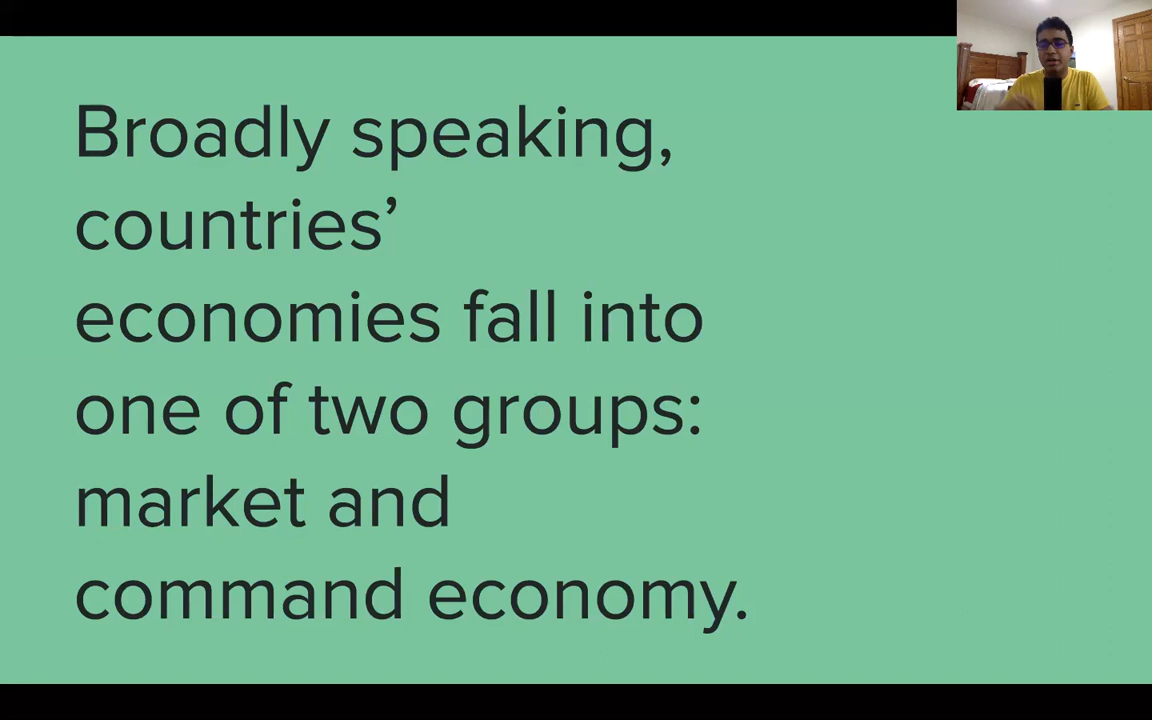 Broadly speaking,
countries’
economies fall into
one of two groups:
market and
command economy.